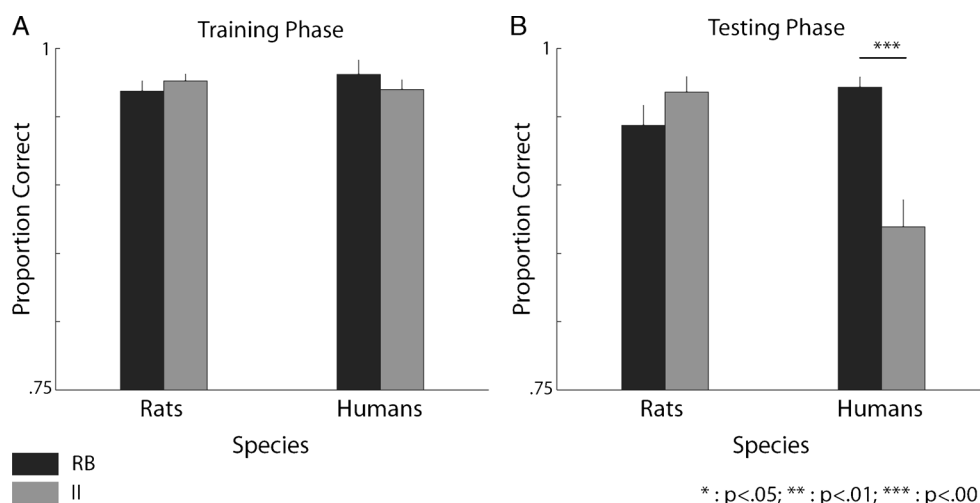 A
Training Phase
1
Proportion Correct
.75
Rats
Humans
Species
B
Testing Phase
1
***
Proportion Correct
.75
Rats
Humans
Species
RB
II
* : p<.05; ** : p<.01; *** : p<.00